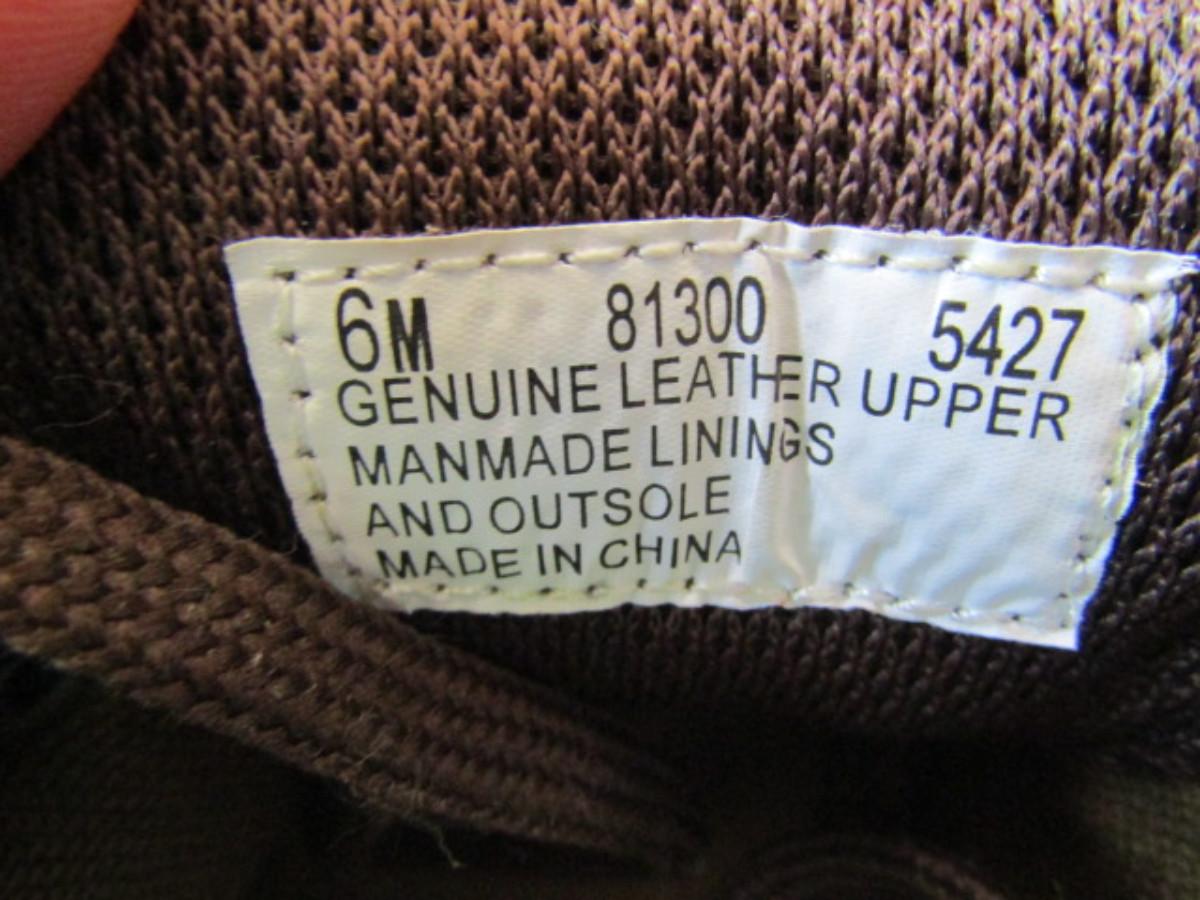 6M 81300 5427
GENUINE LEATHER UPPER
MANMADE LININGS
AND OUTSOLE
MADE IN CHINA